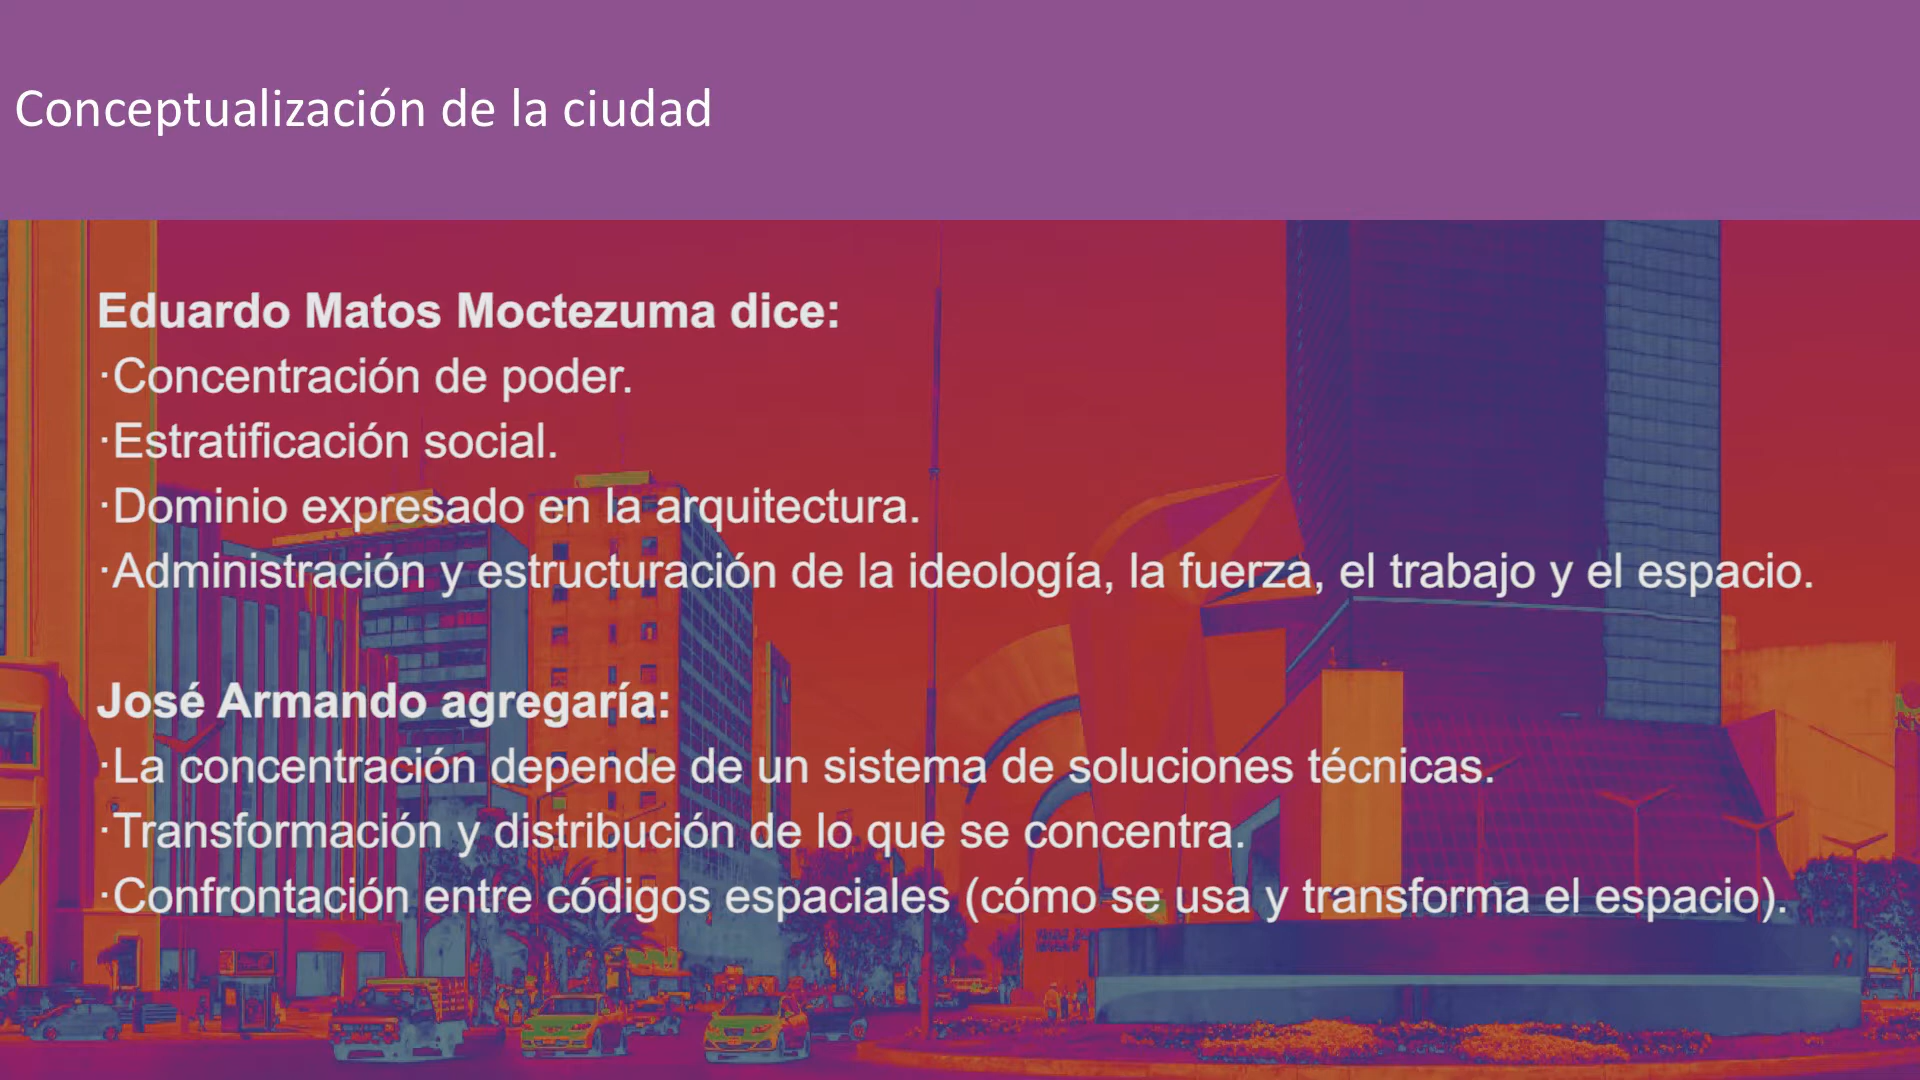 Conceptualización de la ciudad
Eduardo Matos Moctezuma dice:
·Concentración de poder.
·Estratificación social.
·Dominio expresado en la arquitectura.
·Administración y estructuración de la ideología, la fuerza, el trabajo y el espacio.
José Armando agregaría:
·La concentración depende de un sistema de soluciones técnicas.
·Transformación y distribución de lo que se concentra.
·Confrontación entre códigos espaciales (cómo se usa y transforma el espacio).